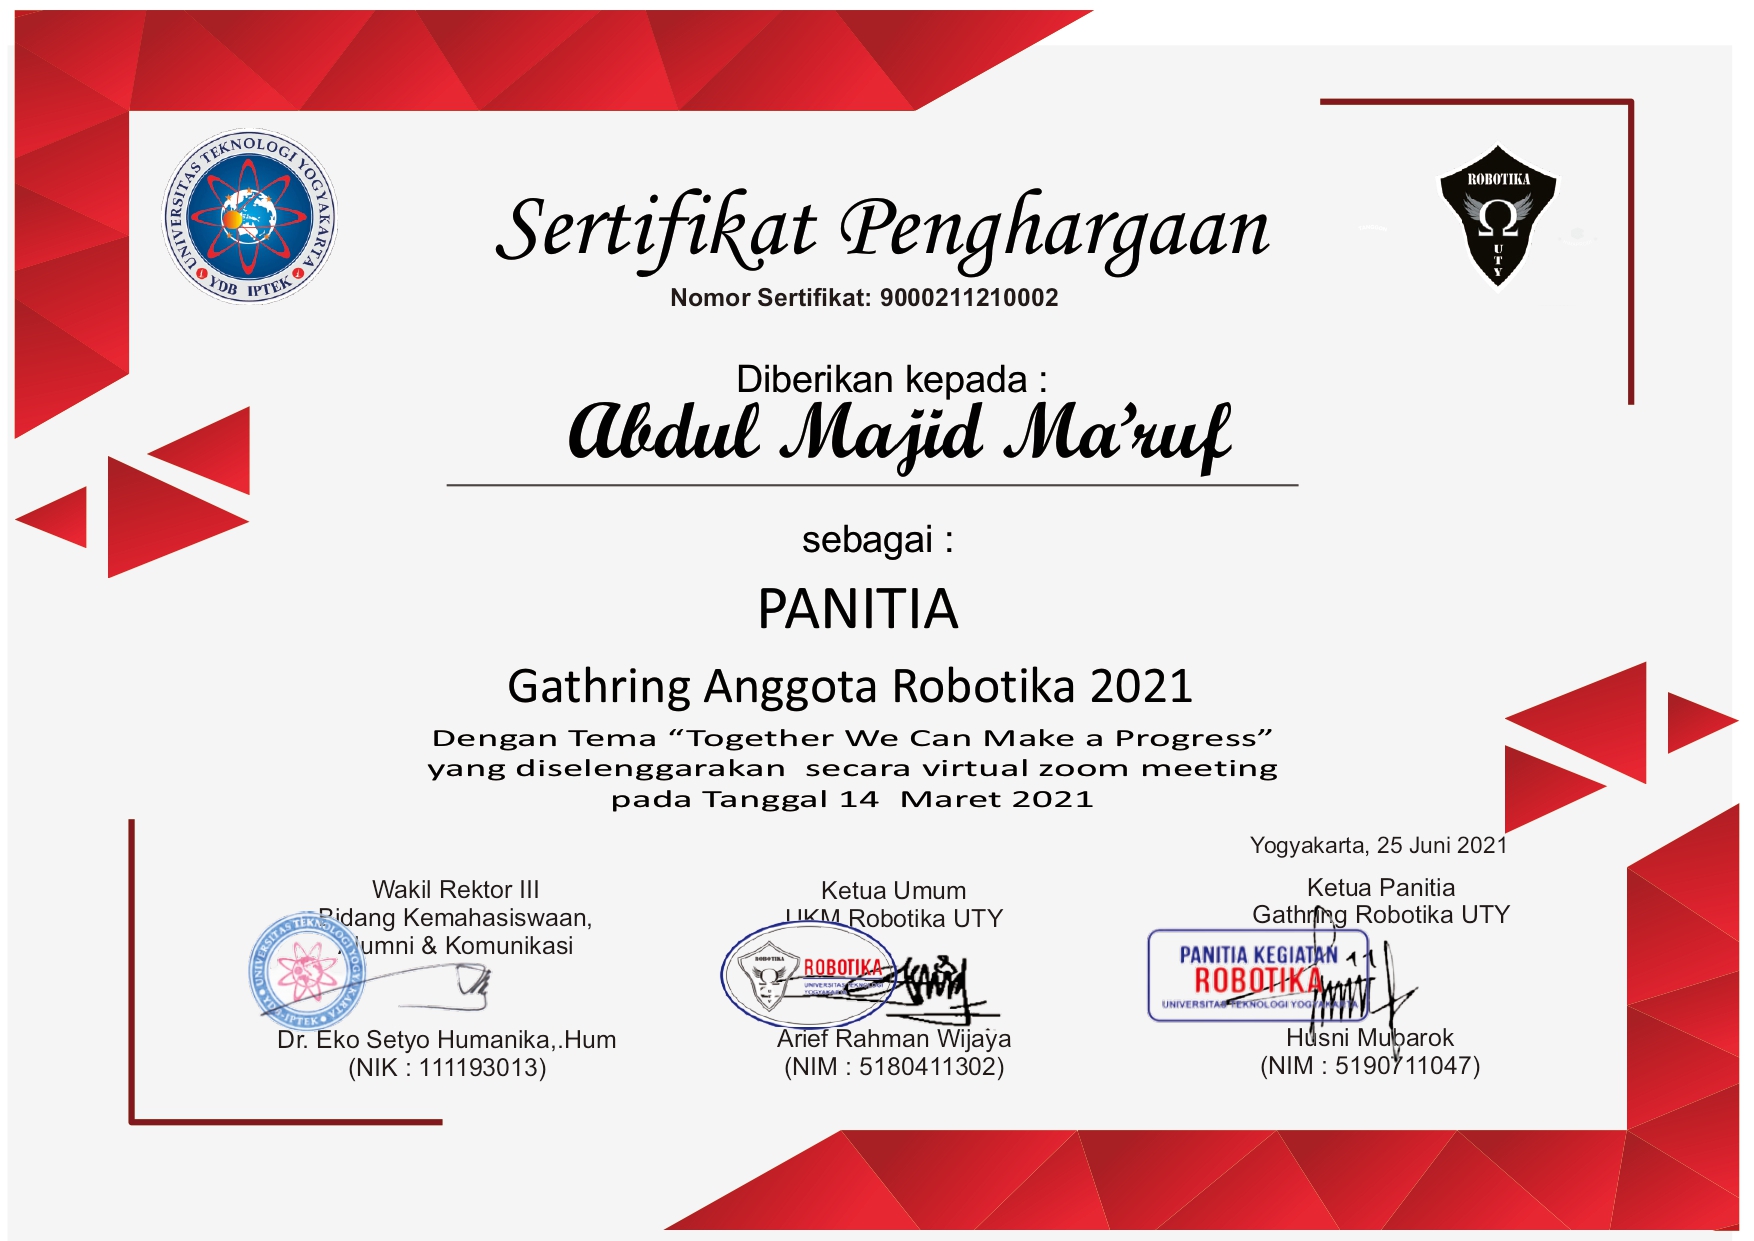 UNIVERSITAS TEKNOLOGI YOGYAKARTA
YDB IPTEK
ROBOTIKA
UTY
Sertifikat Penghargaan
Nomor Sertifikat: 9000211210002
Diberikan kepada :
Abdul Majid Ma'ruf
sebagai :
PANITIA
Gathring Anggota Robotika 2021
Dengan Tema “Together We Can Make a Progress”
yang diselenggarakan secara virtual zoom meeting
pada Tanggal 14 Maret 2021
Yogyakarta, 25 Juni 2021
Wakil Rektor III
Bidang Kemahasiswaan,
Alumni & Komunikasi
UNIVERSITAS TEKNOLOGI YOGYAKARTA
YDB-IPTEK
Dr. Eko Setyo Humanika,.Hum
(NIK : 111193013)
Ketua Umum
UKM Robotika UTY
ROBOTIKA
ROBOTIKA
UNIVERSITAS TEKNOLOGI
YOGYAKARTA
Arief Rahman Wijaya
(NIM : 5180411302)
Ketua Panitia
Gathring Robotika UTY
PANITIA KEGIATAN
ROBOTIKA
UNIVERSITAS TEKNOLOGI YOGYAKARTA
Husni Mubarok
(NIM : 5190711047)